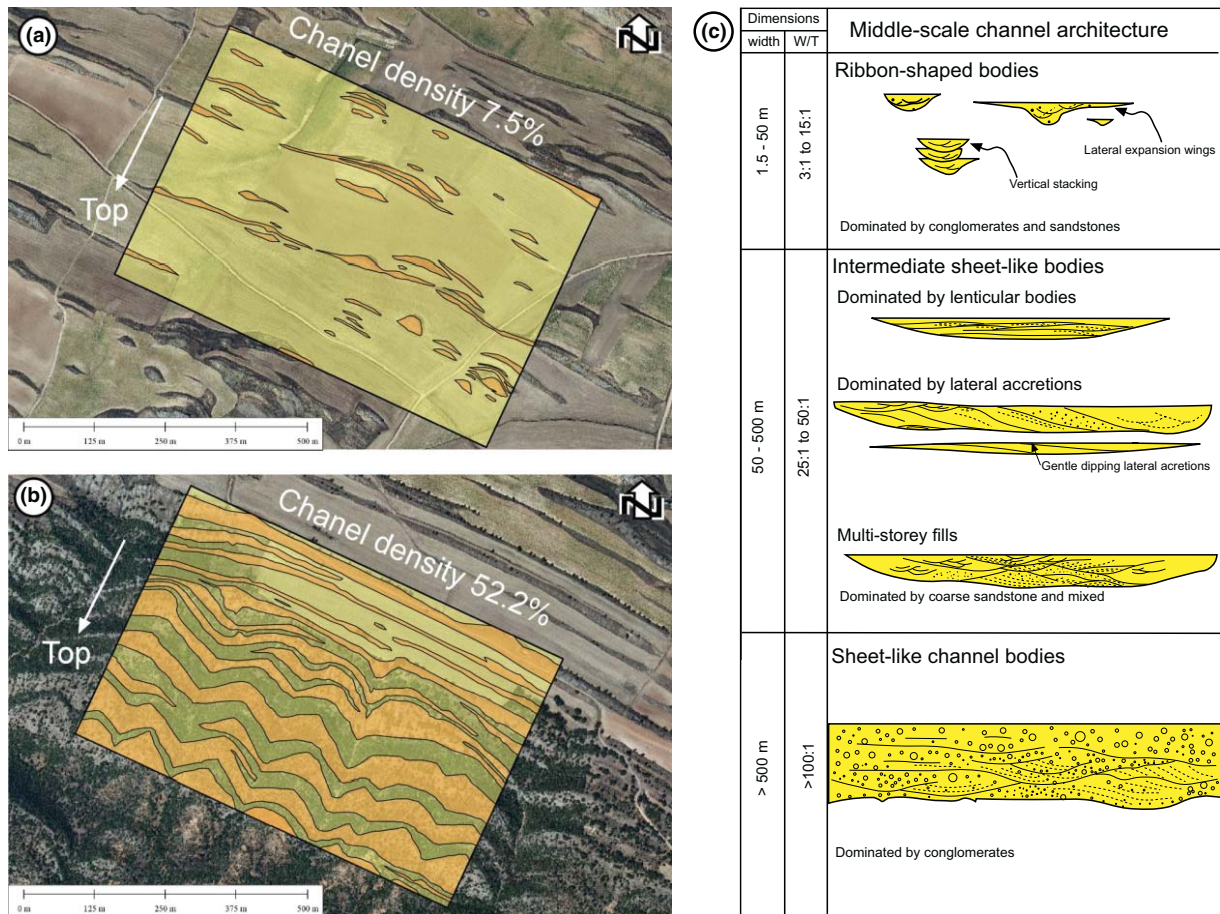 (a)
N
Chanel density 7.5%
Top
0 m
125 m
250 m
375 m
500 m
(b)
N
Chanel density 52.2%
Top
0 m
125 m
250 m
375 m
500 m
(c)
Dimensions
width
W/T
Middle-scale channel architecture
1.5 - 50 m
3:1 to 15:1
Ribbon-shaped bodies
Lateral expansion wings
Vertical stacking
Dominated by conglomerates and sandstones
50 - 500 m
25:1 to 50:1
Intermediate sheet-like bodies
Dominated by lenticular bodies
Dominated by lateral accretions
Gentle dipping lateral acretions
Multi-storey fills
Dominated by coarse sandstone and mixed
> 500 m
>100:1
Sheet-like channel bodies
Dominated by conglomerates